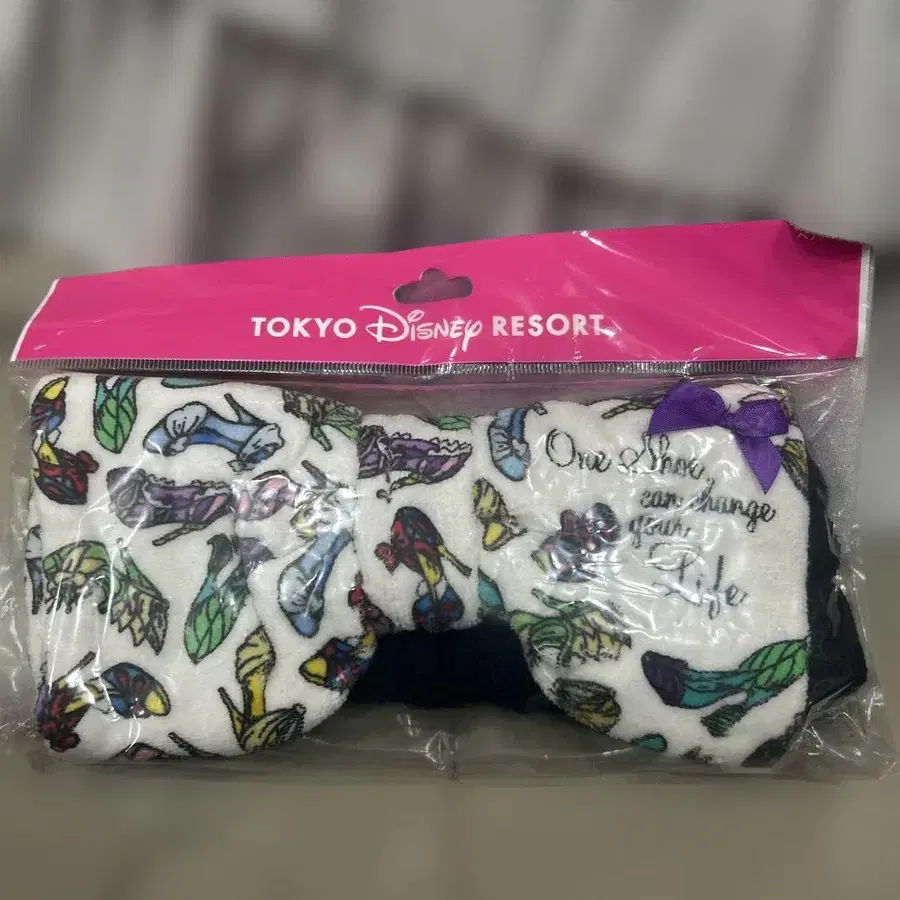 TOKYO Disney RESORT
One Shoe
can change
your
Life